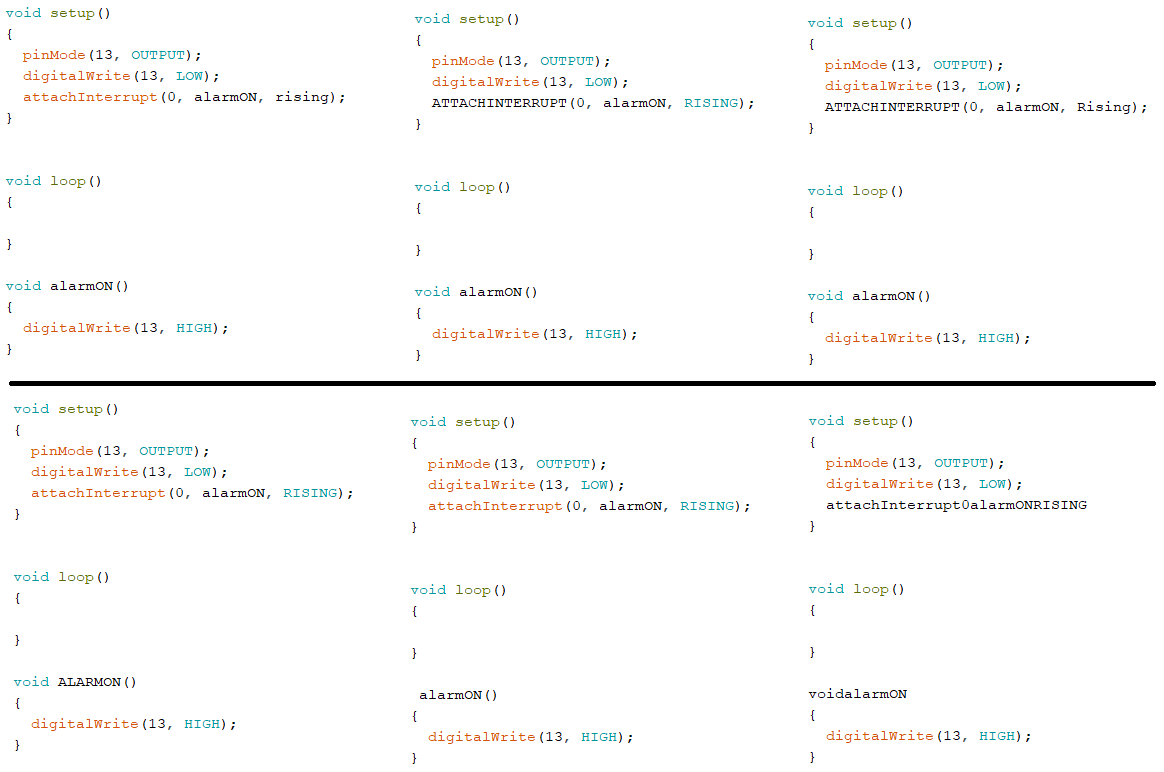 void setup()
{
  pinMode(13, OUTPUT);
  digitalWrite(13, LOW);
  attachInterrupt(0, alarmON, rising);
}
void loop()
{
}
void alarmON()
{
  digitalWrite(13, HIGH);
}
void setup()
{
  pinMode(13, OUTPUT);
  digitalWrite(13, LOW);
  ATTACHINTERRUPT(0, alarmON, RISING);
}
void loop()
{
}
void alarmON()
{
  digitalWrite(13, HIGH);
}
void setup()
{
  pinMode(13, OUTPUT);
  digitalWrite(13, LOW);
  ATTACHINTERRUPT(0, alarmON, Rising);
}
void loop()
{
}
void alarmON()
{
  digitalWrite(13, HIGH);
}
void setup()
{
  pinMode(13, OUTPUT);
  digitalWrite(13, LOW);
  attachInterrupt(0, alarmON, RISING);
}
void loop()
{
}
void ALARMON()
{
  digitalWrite(13, HIGH);
}
void setup()
{
  pinMode(13, OUTPUT);
  digitalWrite(13, LOW);
  attachInterrupt(0, alarmON, RISING);
}
void loop()
{
}
 alarmON()
{
  digitalWrite(13, HIGH);
}
void setup()
{
  pinMode(13, OUTPUT);
  digitalWrite(13, LOW);
  attachInterrupt0alarmONRISING
}
void loop()
{
}
voidalarmON
{
  digitalWrite(13, HIGH);
}